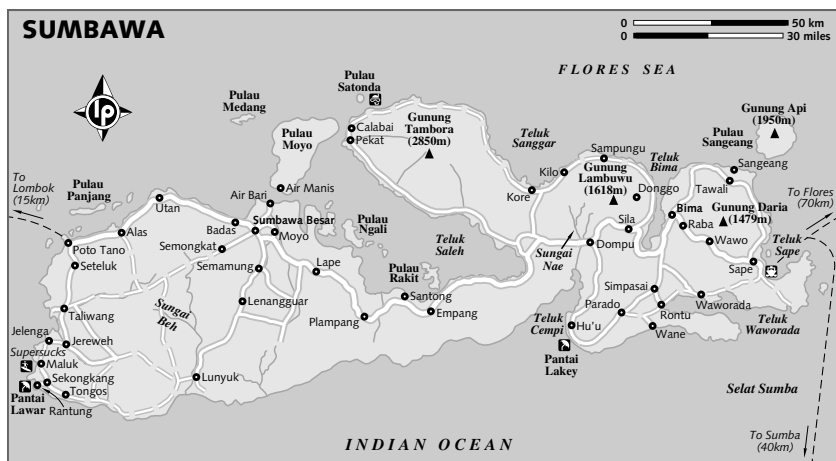 SUMBAWA
0 50 km
0 30 miles
lp
FLORES SEA
Pulau
Satonda
Pulau
Medang
Pulau
Moyo
Calabai
Pekat
Gunung
Tambora
(2850m)
Teluk
Sanggar
Sampungu
Kilo
Kore
Gunung
Lambuwu
(1618m)
Teluk
Bima
Donggo
Gunung Api
(1950m)
Pulau
Sangeang
Sangeang
Tawali
Gunung Daria
(1479m)
To Flores
(70km)
To
Lombok
(15km)
Pulau
Panjang
Utan
Air Bari
Air Manis
Badas
Sumbawa Besar
Moyo
Pulau
Ngali
Teluk
Saleh
Sungai
Nae
Sila
Dompu
Bima
Raba
Wawo
Sape
Teluk
Sape
Poto Tano
Alas
Semongkat
Seteluk
Semamung
Lape
Pulau
Rakit
Santong
Empang
Plampang
Lenangguar
Sungai
Beh
Taliwang
Simpasai
Parado
Rontu
Wane
Waworada
Teluk
Waworada
Teluk
Cempi
Hu'u
Pantai
Lakey
Jelenga
Jereweh
Supersucks
Maluk
Sekongkang
Tongos
Pantai
Lawar
Rantung
Lunyuk
Selat Sumba
INDIAN OCEAN
To Sumba
(40km)